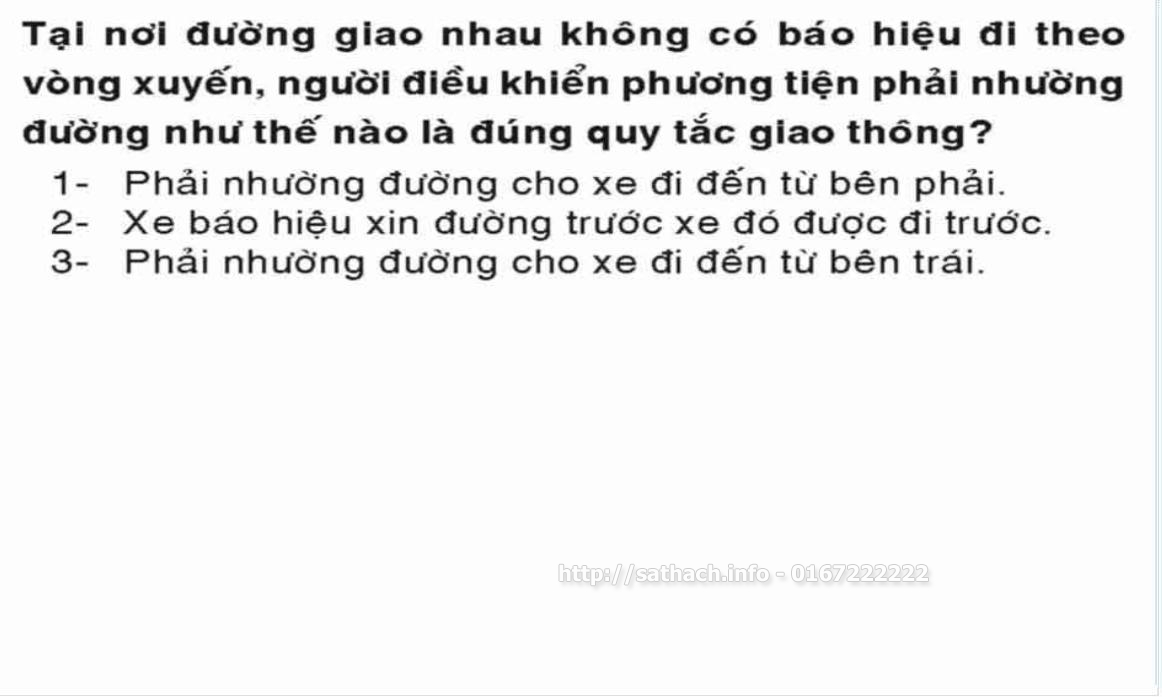 Tại nơi đường giao nhau không có báo hiệu đi theo
vòng xuyến, người điều khiển phương tiện phải nhường
đường như thế nào là đúng quy tắc giao thông?
1- Phải nhường đường cho xe đi đến từ bên phải.
2- Xe báo hiệu xin đường trước xe đó được đi trước.
3- Phải nhường đường cho xe đi đến từ bên trái.
http://sathach.info - 0167222222